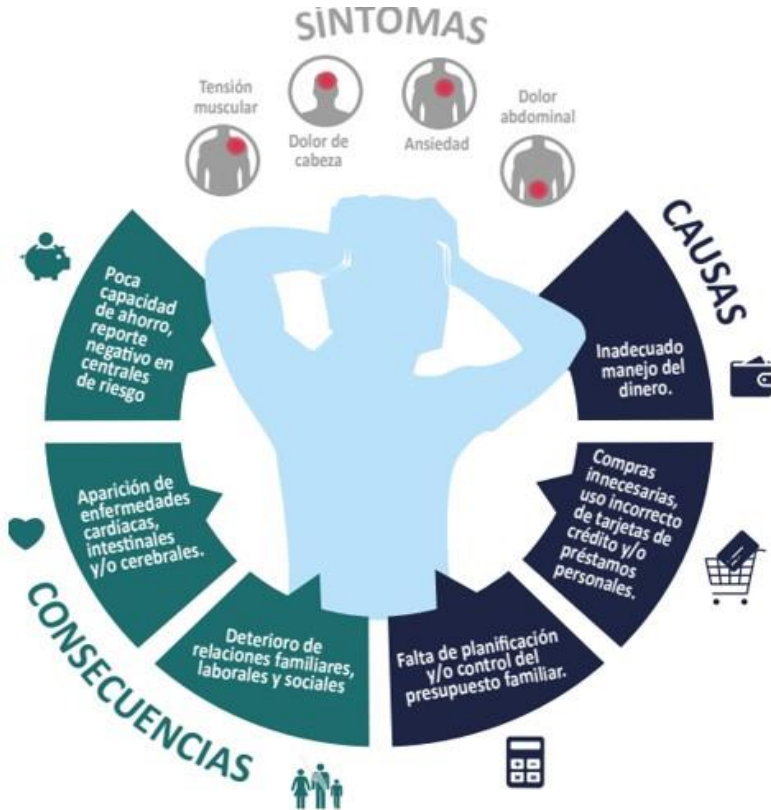 SÍNTOMAS
Tensión
muscular
Dolor de
cabeza
Ansiedad
Dolor
abdominal
CAUSAS
Inadecuado
manejo del
dinero.
Compras
innecesarias,
uso incorrecto
de tarjetas de
crédito y/o
préstamos
personales.
Falta de planificación
y/o control del
presupuesto familiar.
CONSECUENCIAS
Poca
capacidad
de ahorro,
reporte
negativo en
centrales
de riesgo
Aparición de
enfermedades
cardíacas,
intestinales
y/o cerebrales.
Deterioro de
relaciones familiares,
laborales y sociales